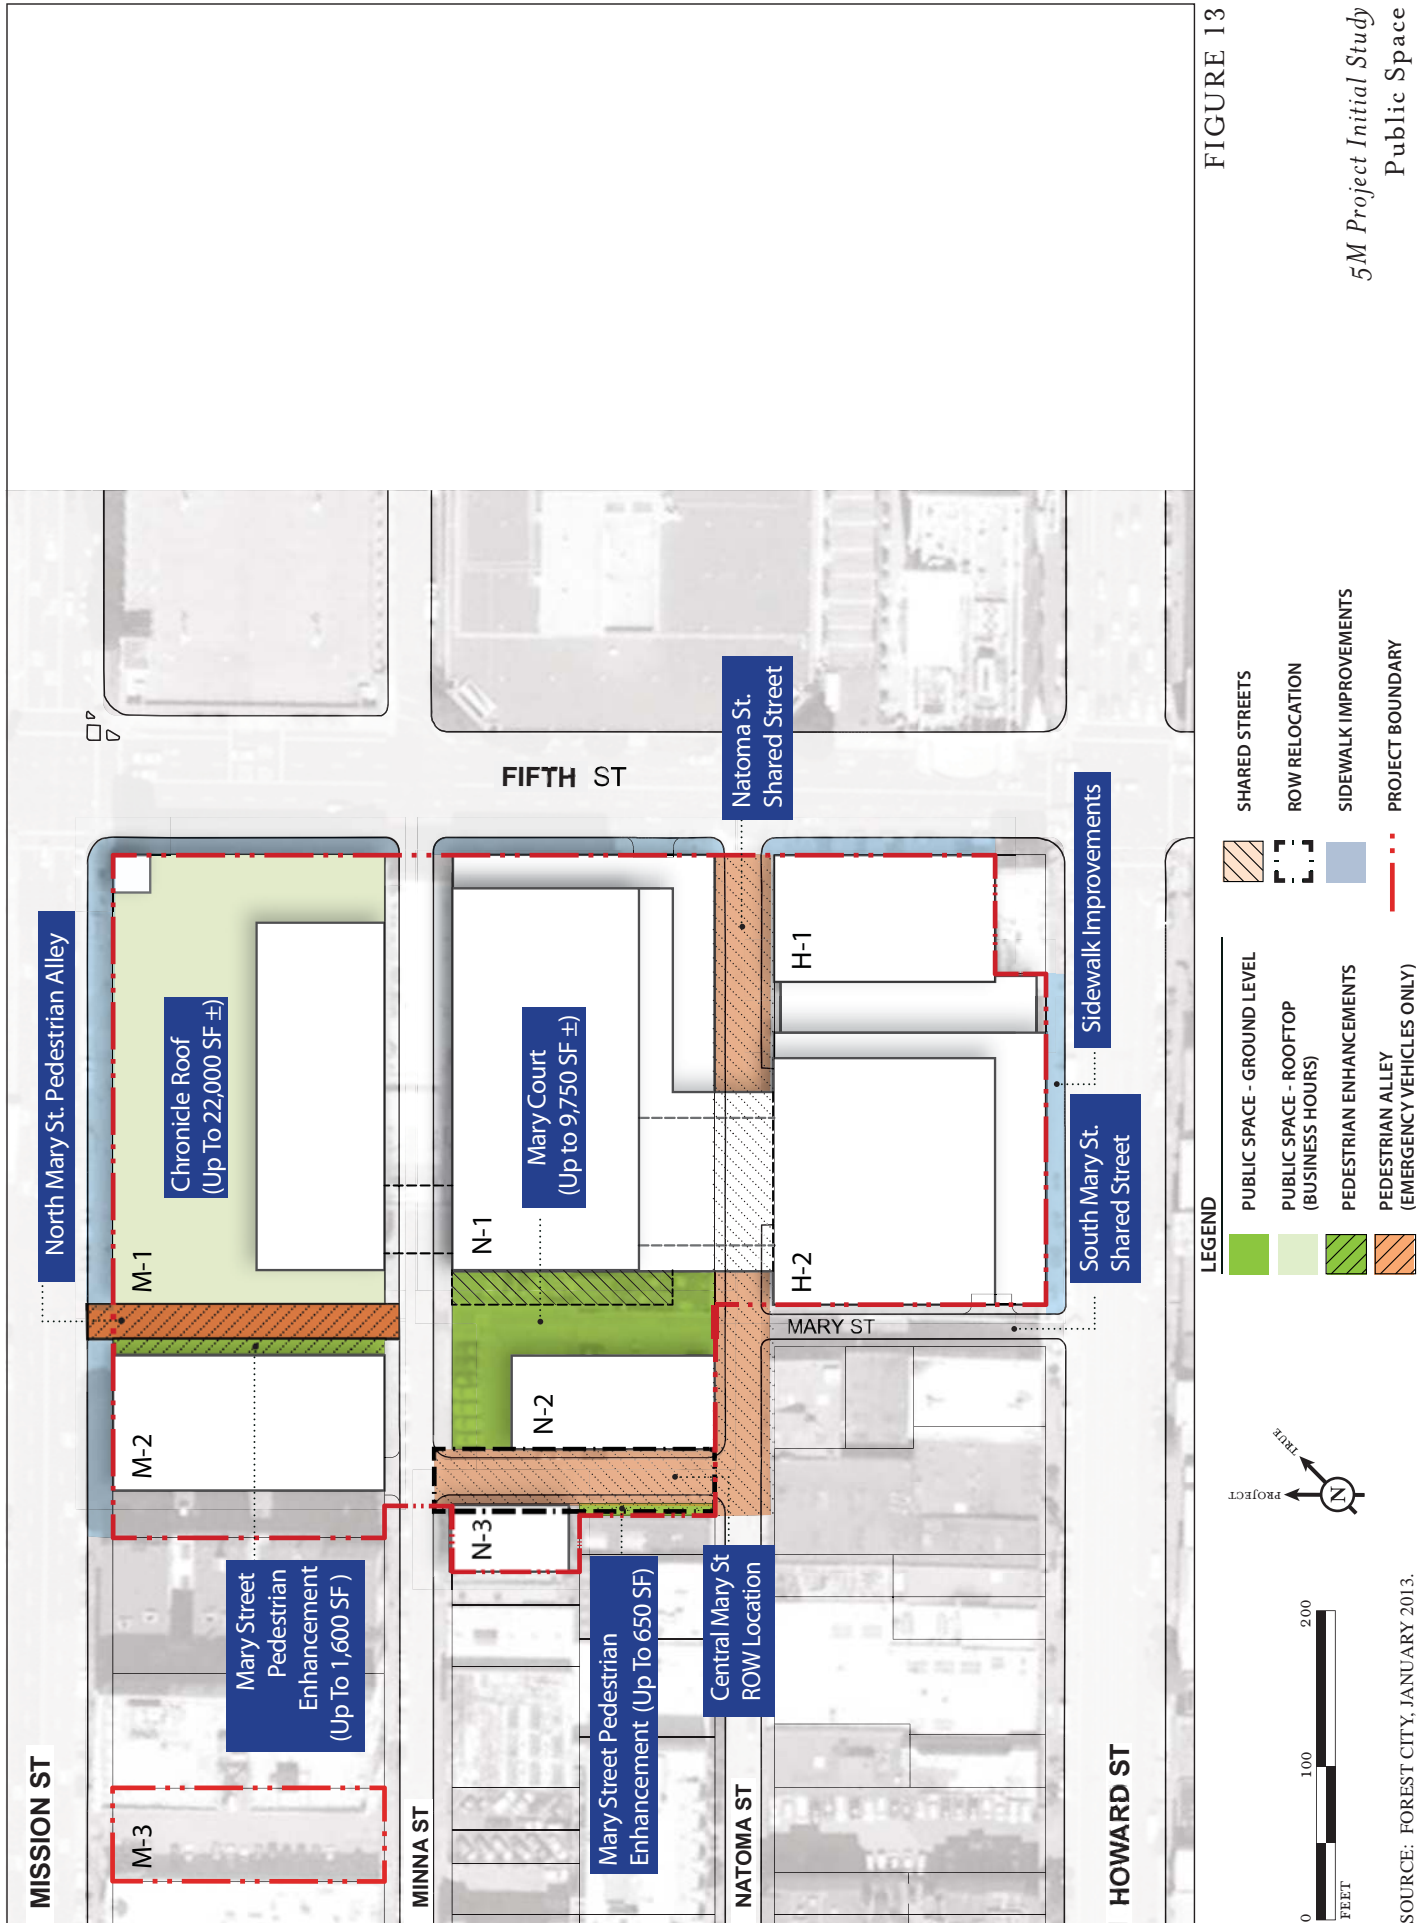 MISSION ST
MINNA ST
NATOMA ST
HOWARD ST
FIFTH ST
MARY ST
M-3
M-2
M-1
N-3
N-2
N-1
H-2
H-1
North Mary St. Pedestrian Alley
Chronicle Roof
(Up To 22,000 SF ±)
Mary Street
Pedestrian
Enhancement
(Up To 1,600 SF )
Mary Court
(Up to 9,750 SF ±)
Mary Street Pedestrian
Enhancement (Up To 650 SF)
Central Mary St
ROW Location
Natoma St.
Shared Street
South Mary St.
Shared Street
Sidewalk Improvements
LEGEND
PUBLIC SPACE - GROUND LEVEL
PUBLIC SPACE - ROOFTOP
(BUSINESS HOURS)
PEDESTRIAN ENHANCEMENTS
PEDESTRIAN ALLEY
(EMERGENCY VEHICLES ONLY)
SHARED STREETS
ROW RELOCATION
SIDEWALK IMPROVEMENTS
PROJECT BOUNDARY
PROJECT
TRUE
N
0
100
200
FEET
SOURCE: FOREST CITY, JANUARY 2013.
FIGURE 13
5M Project Initial Study
Public Space